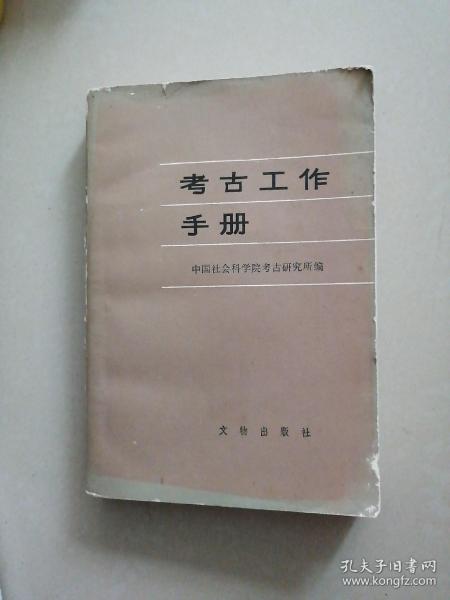 考古工作
手册
中国社会科学院考古研究所编
文物出版社
孔夫子旧书网
www.kongfz.com